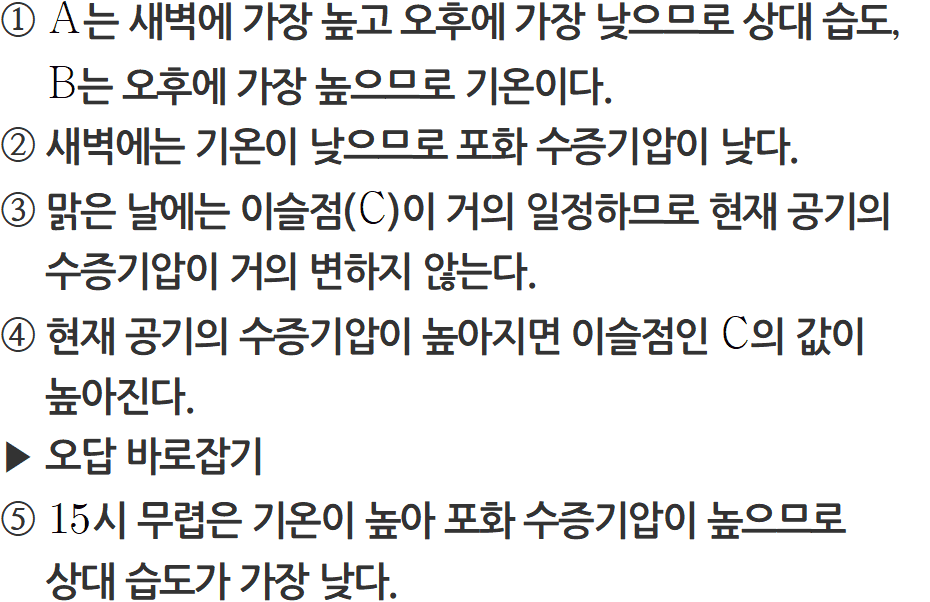 ① A는 새벽에 가장 높고 오후에 가장 낮으므로 상대 습도,
B는 오후에 가장 높으므로 기온이다.
② 새벽에는 기온이 낮으므로 포화 수증기압이 낮다.
③ 맑은 날에는 이슬점(C)이 거의 일정하므로 현재 공기의
수증기압이 거의 변하지 않는다.
④ 현재 공기의 수증기압이 높아지면 이슬점인 C의 값이
높아진다.
▶ 오답 바로잡기
⑤ 15시 무렵은 기온이 높아 포화 수증기압이 높으므로
상대 습도가 가장 낮다.